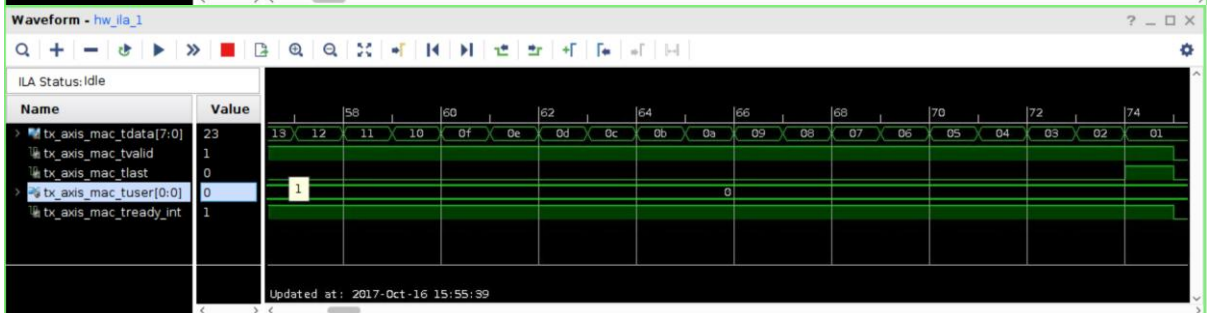 Waveform - hw_ila_1
ILA Status: Idle
Name Value
58 60 62 64 66 68 70 72 74
tx_axis_mac_tdata[7:0] 23 13 12 11 10 0f 0e 0d 0c 0b 0a 09 08 07 06 05 04 03 02 01
tx_axis_mac_tvalid 1
tx_axis_mac_tlast 0
tx_axis_mac_tuser[0:0] 0 1 0
tx_axis_mac_tready_int 1
Updated at: 2017-Oct-16 15:55:39